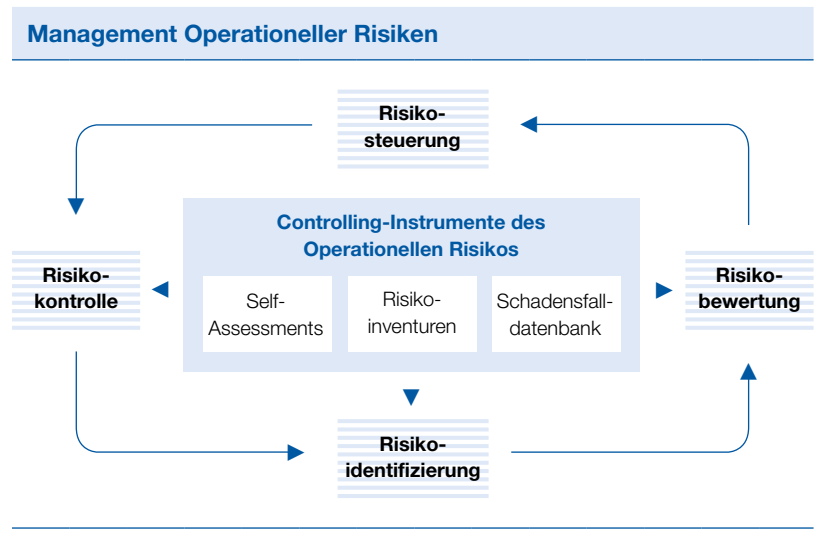 Management Operationeller Risiken
Risiko-
steuerung
Controlling-Instrumente des
Operationellen Risikos
Risiko-
kontrolle
Self-
Assessments
Risiko-
inventuren
Schadensfall-
datenbank
Risiko-
bewertung
Risiko-
identifizierung